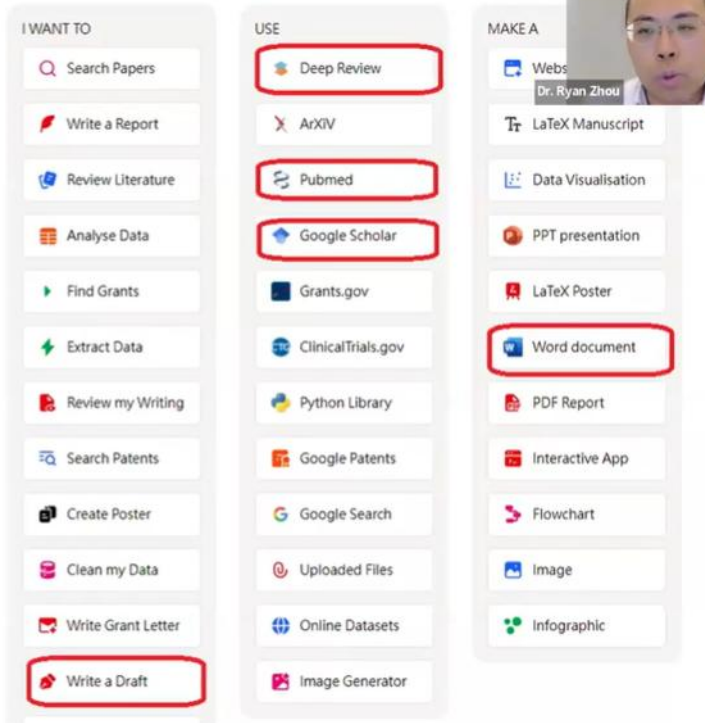 I WANT TO
Search Papers
Write a Report
Review Literature
Analyse Data
Find Grants
Extract Data
Review my Writing
Search Patents
Create Poster
Clean my Data
Write Grant Letter
Write a Draft
USE
Deep Review
ArXiV
Pubmed
Google Scholar
Grants.gov
CTG
ClinicalTrials.gov
Python Library
Google Patents
Google Search
Uploaded Files
Online Datasets
Image Generator
MAKE A
Webs
Dr. Ryan Zhou
LaTeX Manuscript
Data Visualisation
PPT presentation
LaTeX Poster
Word document
PDF Report
Interactive App
Flowchart
Image
Infographic